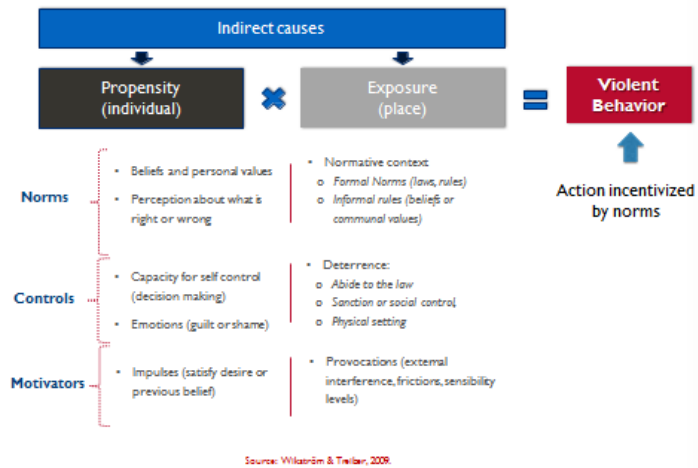 Indirect causes
Propensity
(individual)
Exposure
(place)
Violent
Behavior
Action incentivized
by norms
Norms
• Beliefs and personal values
• Perception about what is
right or wrong
• Normative context
o Formal Norms (laws, rules)
o Informal rules (beliefs or
communal values)
Controls
• Capacity for self control
(decision making)
• Emotions (guilt or shame)
• Deterrence:
o Abide to the law
o Sanction or social control,
o Physical setting
Motivators
• Impulses (satisfy desire or
previous belief)
• Provocations (external
interference, frictions, sensibility
levels)
Source: Wikström & Treiber, 2009.